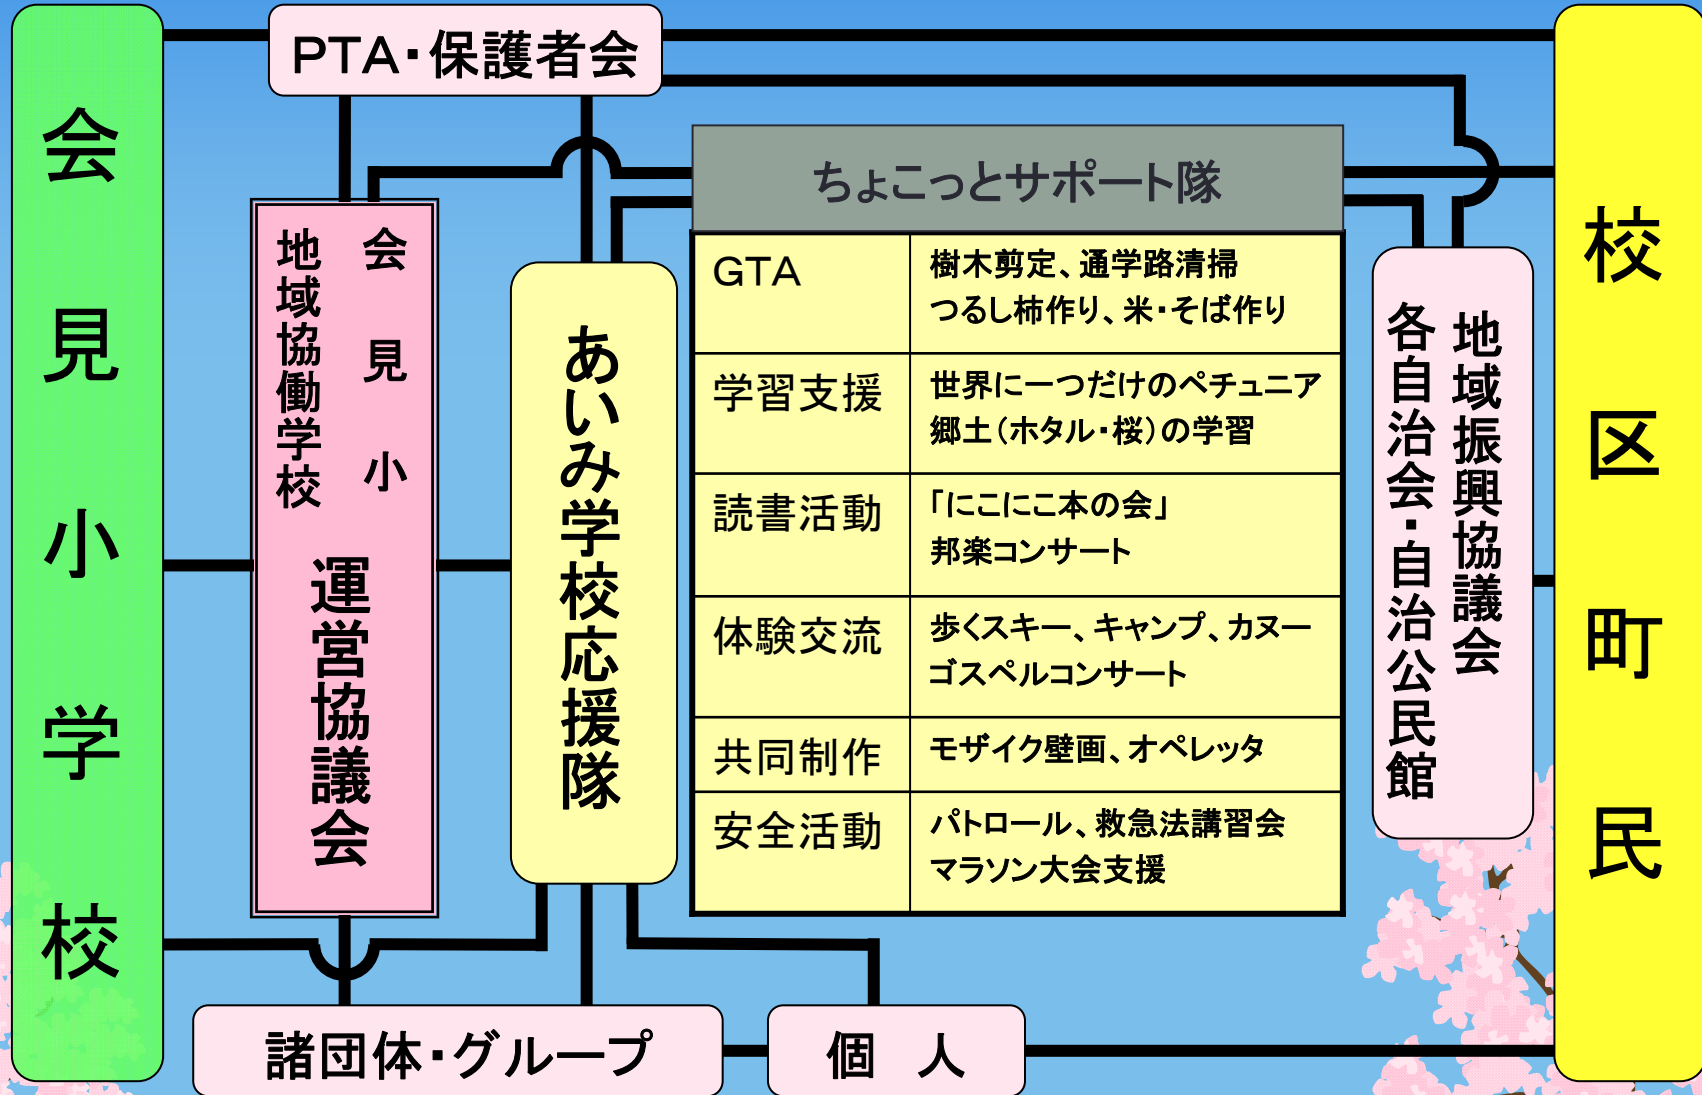 会見小学校
PTA・保護者会
会見小
地域協働学校
運営協議会
あいみ学校応援隊
ちょこっとサポート隊
GTA
樹木剪定、通学路清掃
つるし柿作り、米・そば作り
学習支援
世界に一つだけのペチュニア
郷土(ホタル・桜)の学習
読書活動
「にこにこ本の会」
邦楽コンサート
体験交流
歩くスキー、キャンプ、カヌー
ゴスペルコンサート
共同制作
モザイク壁画、オペレッタ
安全活動
パトロール、救急法講習会
マラソン大会支援
地域振興協議会
各自治会・自治公民館
校区町民
諸団体・グループ
個 人